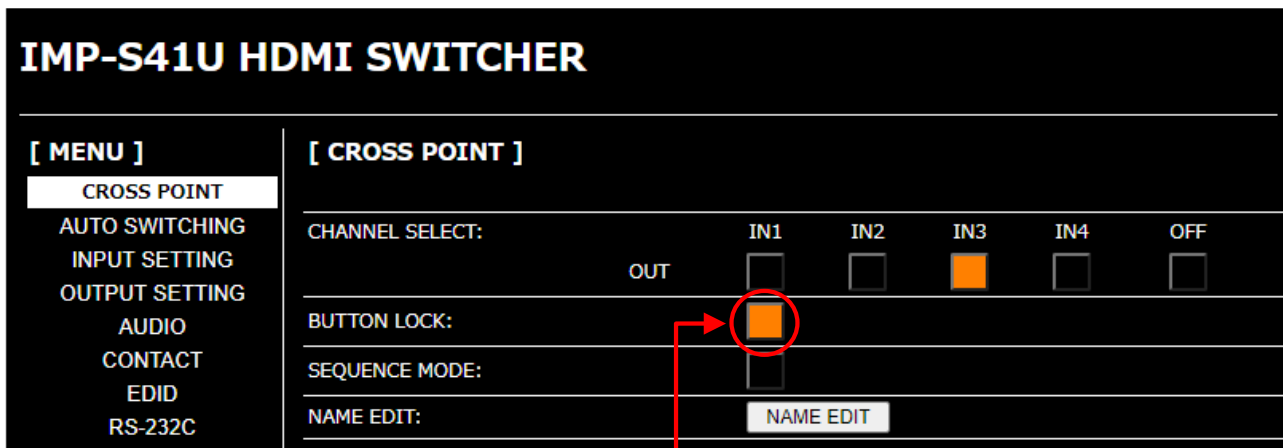 IMP-S41U HDMI SWITCHER
[ MENU ]
CROSS POINT
AUTO SWITCHING
INPUT SETTING
OUTPUT SETTING
AUDIO
CONTACT
EDID
RS-232C
[ CROSS POINT ]
CHANNEL SELECT: IN1 IN2 IN3 IN4 OFF
OUT
BUTTON LOCK:
SEQUENCE MODE:
NAME EDIT: NAME EDIT